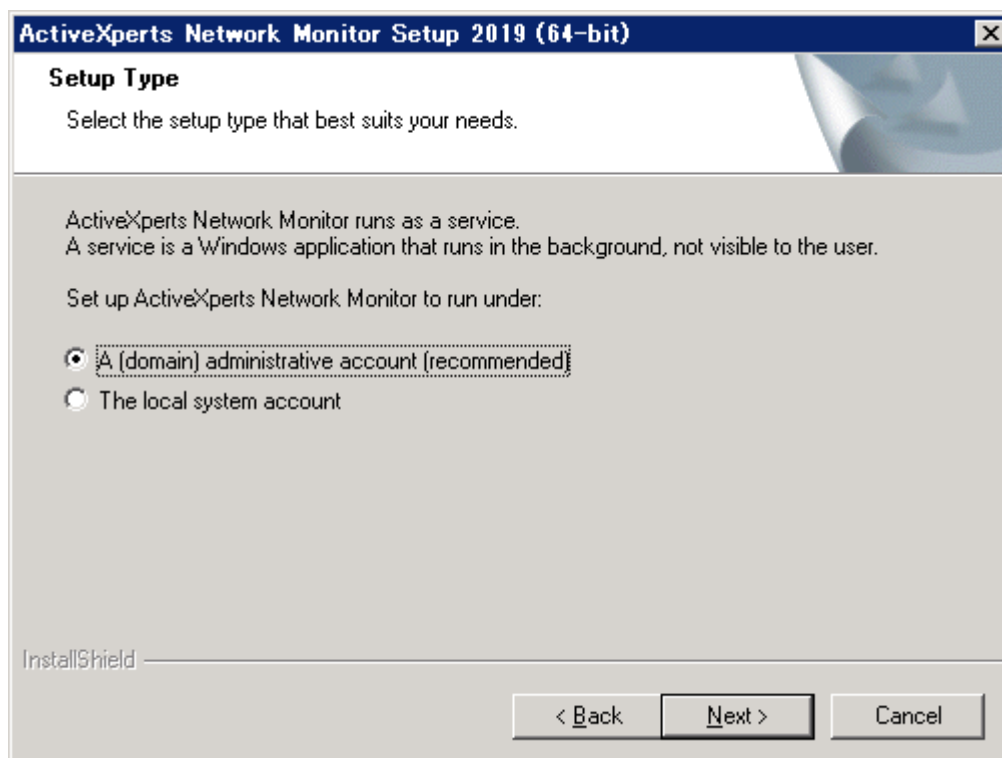 ActiveXperts Network Monitor Setup 2019 (64-bit)
Setup Type
Select the setup type that best suits your needs.
ActiveXperts Network Monitor runs as a service.
A service is a Windows application that runs in the background, not visible to the user.
Set up ActiveXperts Network Monitor to run under:
A (domain) administrative account (recommended)
The local system account
InstallShield
< Back
Next >
Cancel